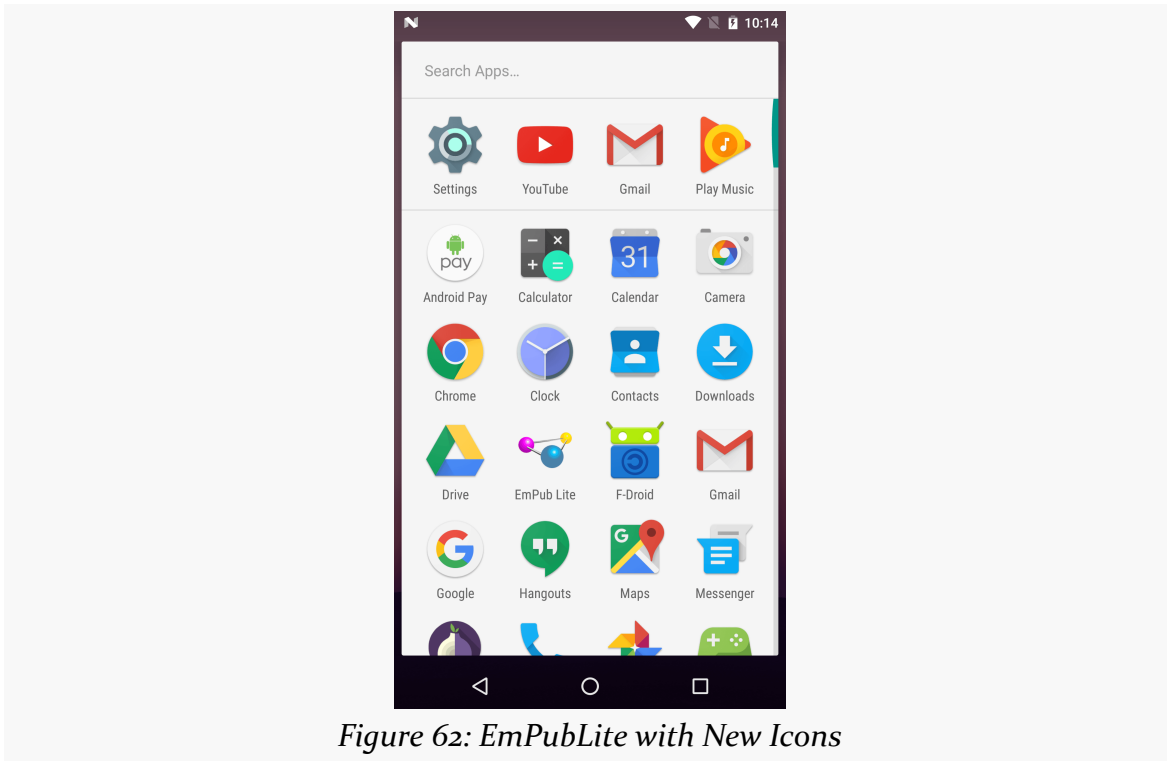 10:14
Search Apps…
Settings YouTube Gmail Play Music
pay
31
Android Pay Calculator Calendar Camera
Chrome Clock Contacts Downloads
Drive EmPub Lite F-Droid Gmail
G G
Google Hangouts Maps Messenger
Figure 62: EmPubLite with New Icons